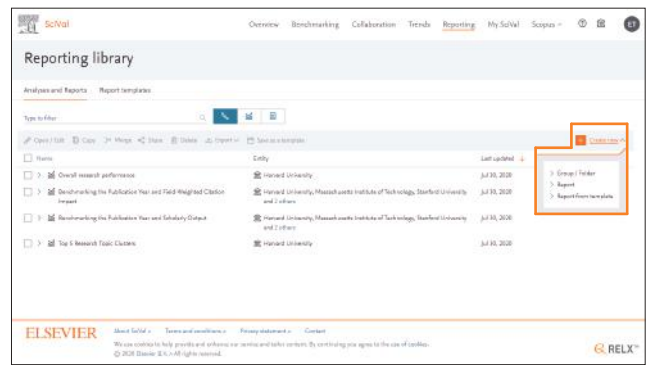 SciVal
Overview Benchmarking Collaboration Trends Reporting My SciVal Scopus
ET
Reporting library
Analyses and Reports Report templates
Type to filter
Open / Edit Copy Merge Share Delete Export Save as a template
Create new
Name Entity Last updated
Group / Folder
Report
Report from template
Overall research performance Harvard University Jul 30, 2020
Benchmarking the Publication Year and Field-Weighted Citation Impact Harvard University, Massachusetts Institute of Technology, Stanford University and 2 others Jul 30, 2020
Benchmarking the Publication Year and Scholarly Output Harvard University, Massachusetts Institute of Technology, Stanford University and 2 others Jul 30, 2020
Top 5 Research Topic Clusters Harvard University Jul 30, 2020
ELSEVIER
About SciVal Terms and conditions Privacy statement Contact
We use cookies to help provide and enhance our service and tailor content. By continuing you agree to the use of cookies.
© 2020 Elsevier B.V. All rights reserved.
RELX™